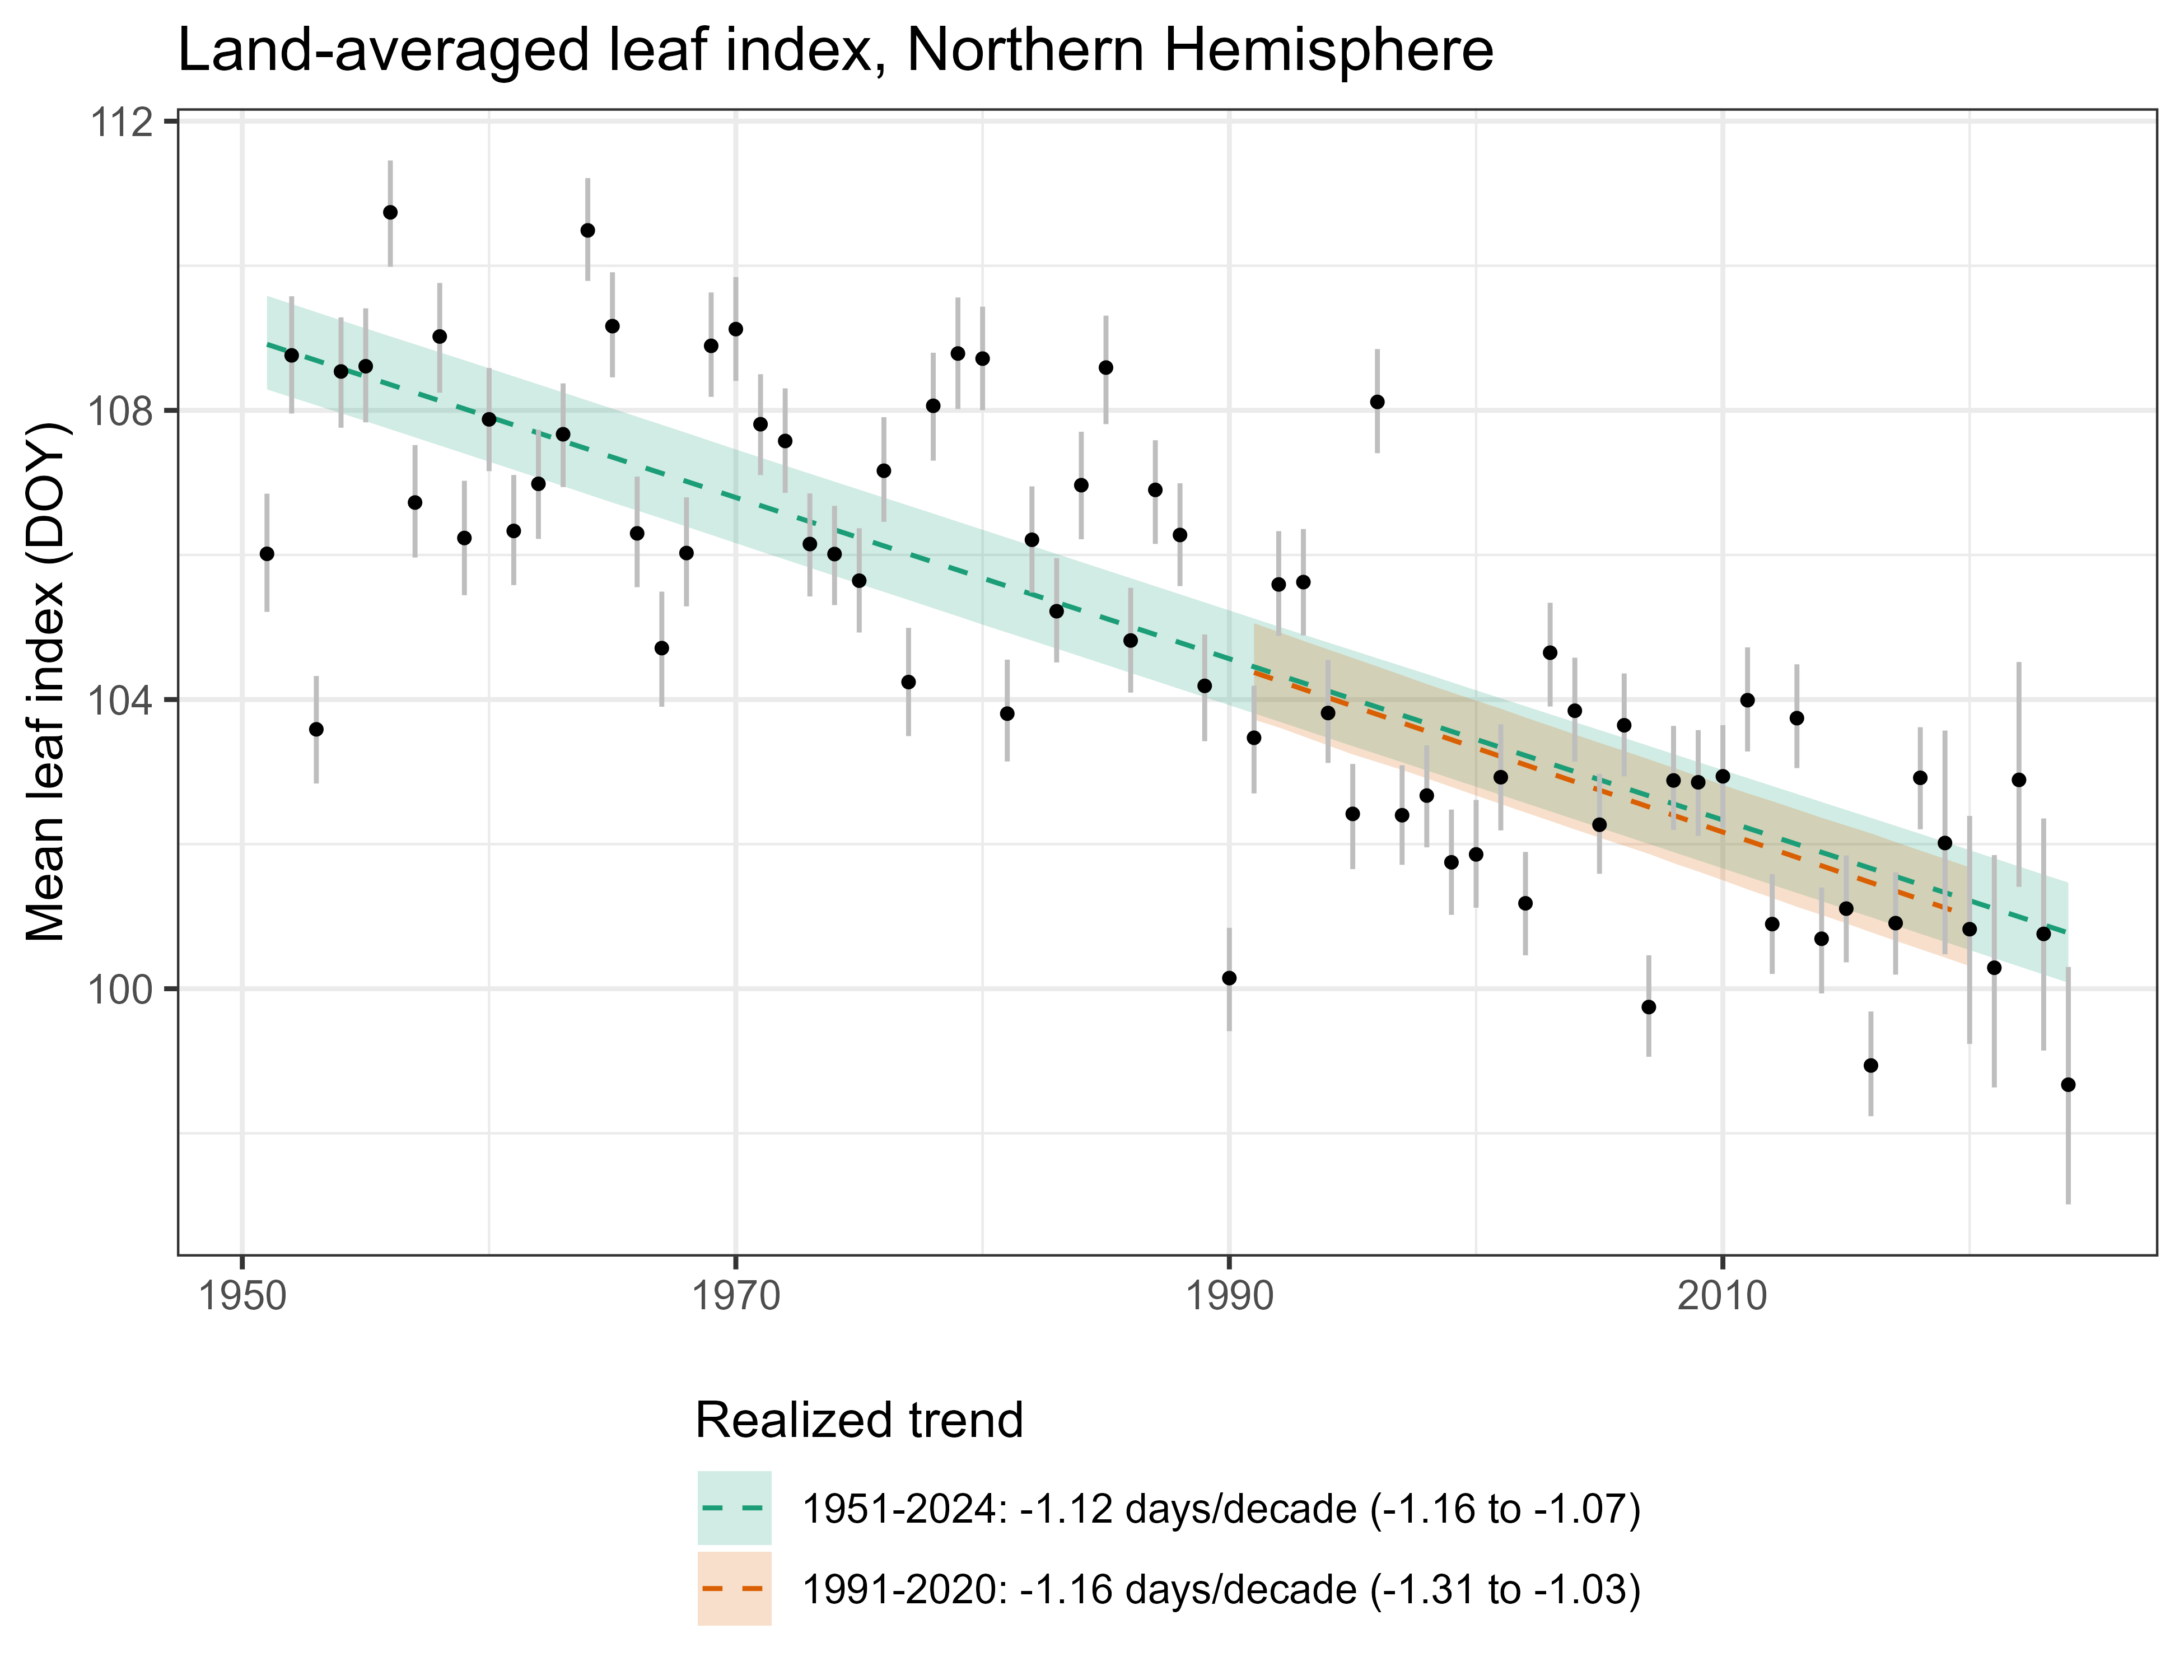 Land-averaged leaf index, Northern Hemisphere
Mean leaf index (DOY)
112
108
104
100
1950 1970 1990 2010
Realized trend
1951-2024: -1.12 days/decade (-1.16 to -1.07)
1991-2020: -1.16 days/decade (-1.31 to -1.03)